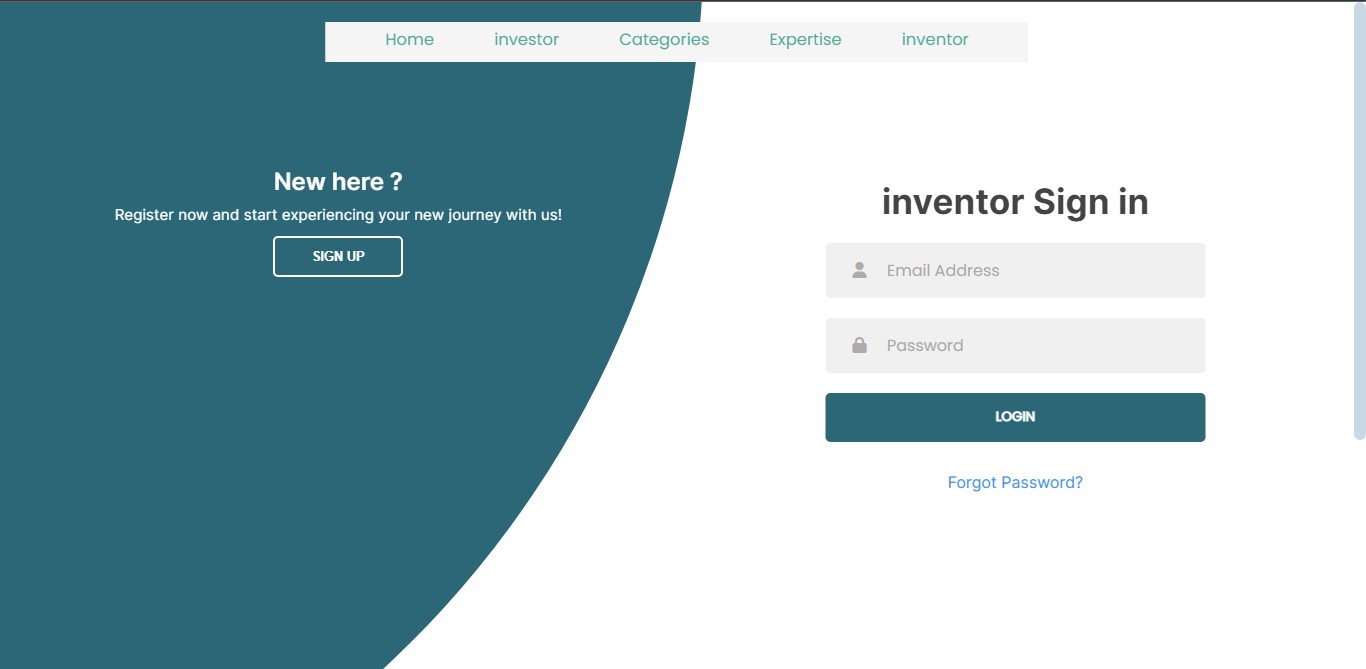 Home investor Categories Expertise inventor
New here ?
Register now and start experiencing your new journey with us!
SIGN UP
inventor Sign in
Email Address
Password
LOGIN
Forgot Password?